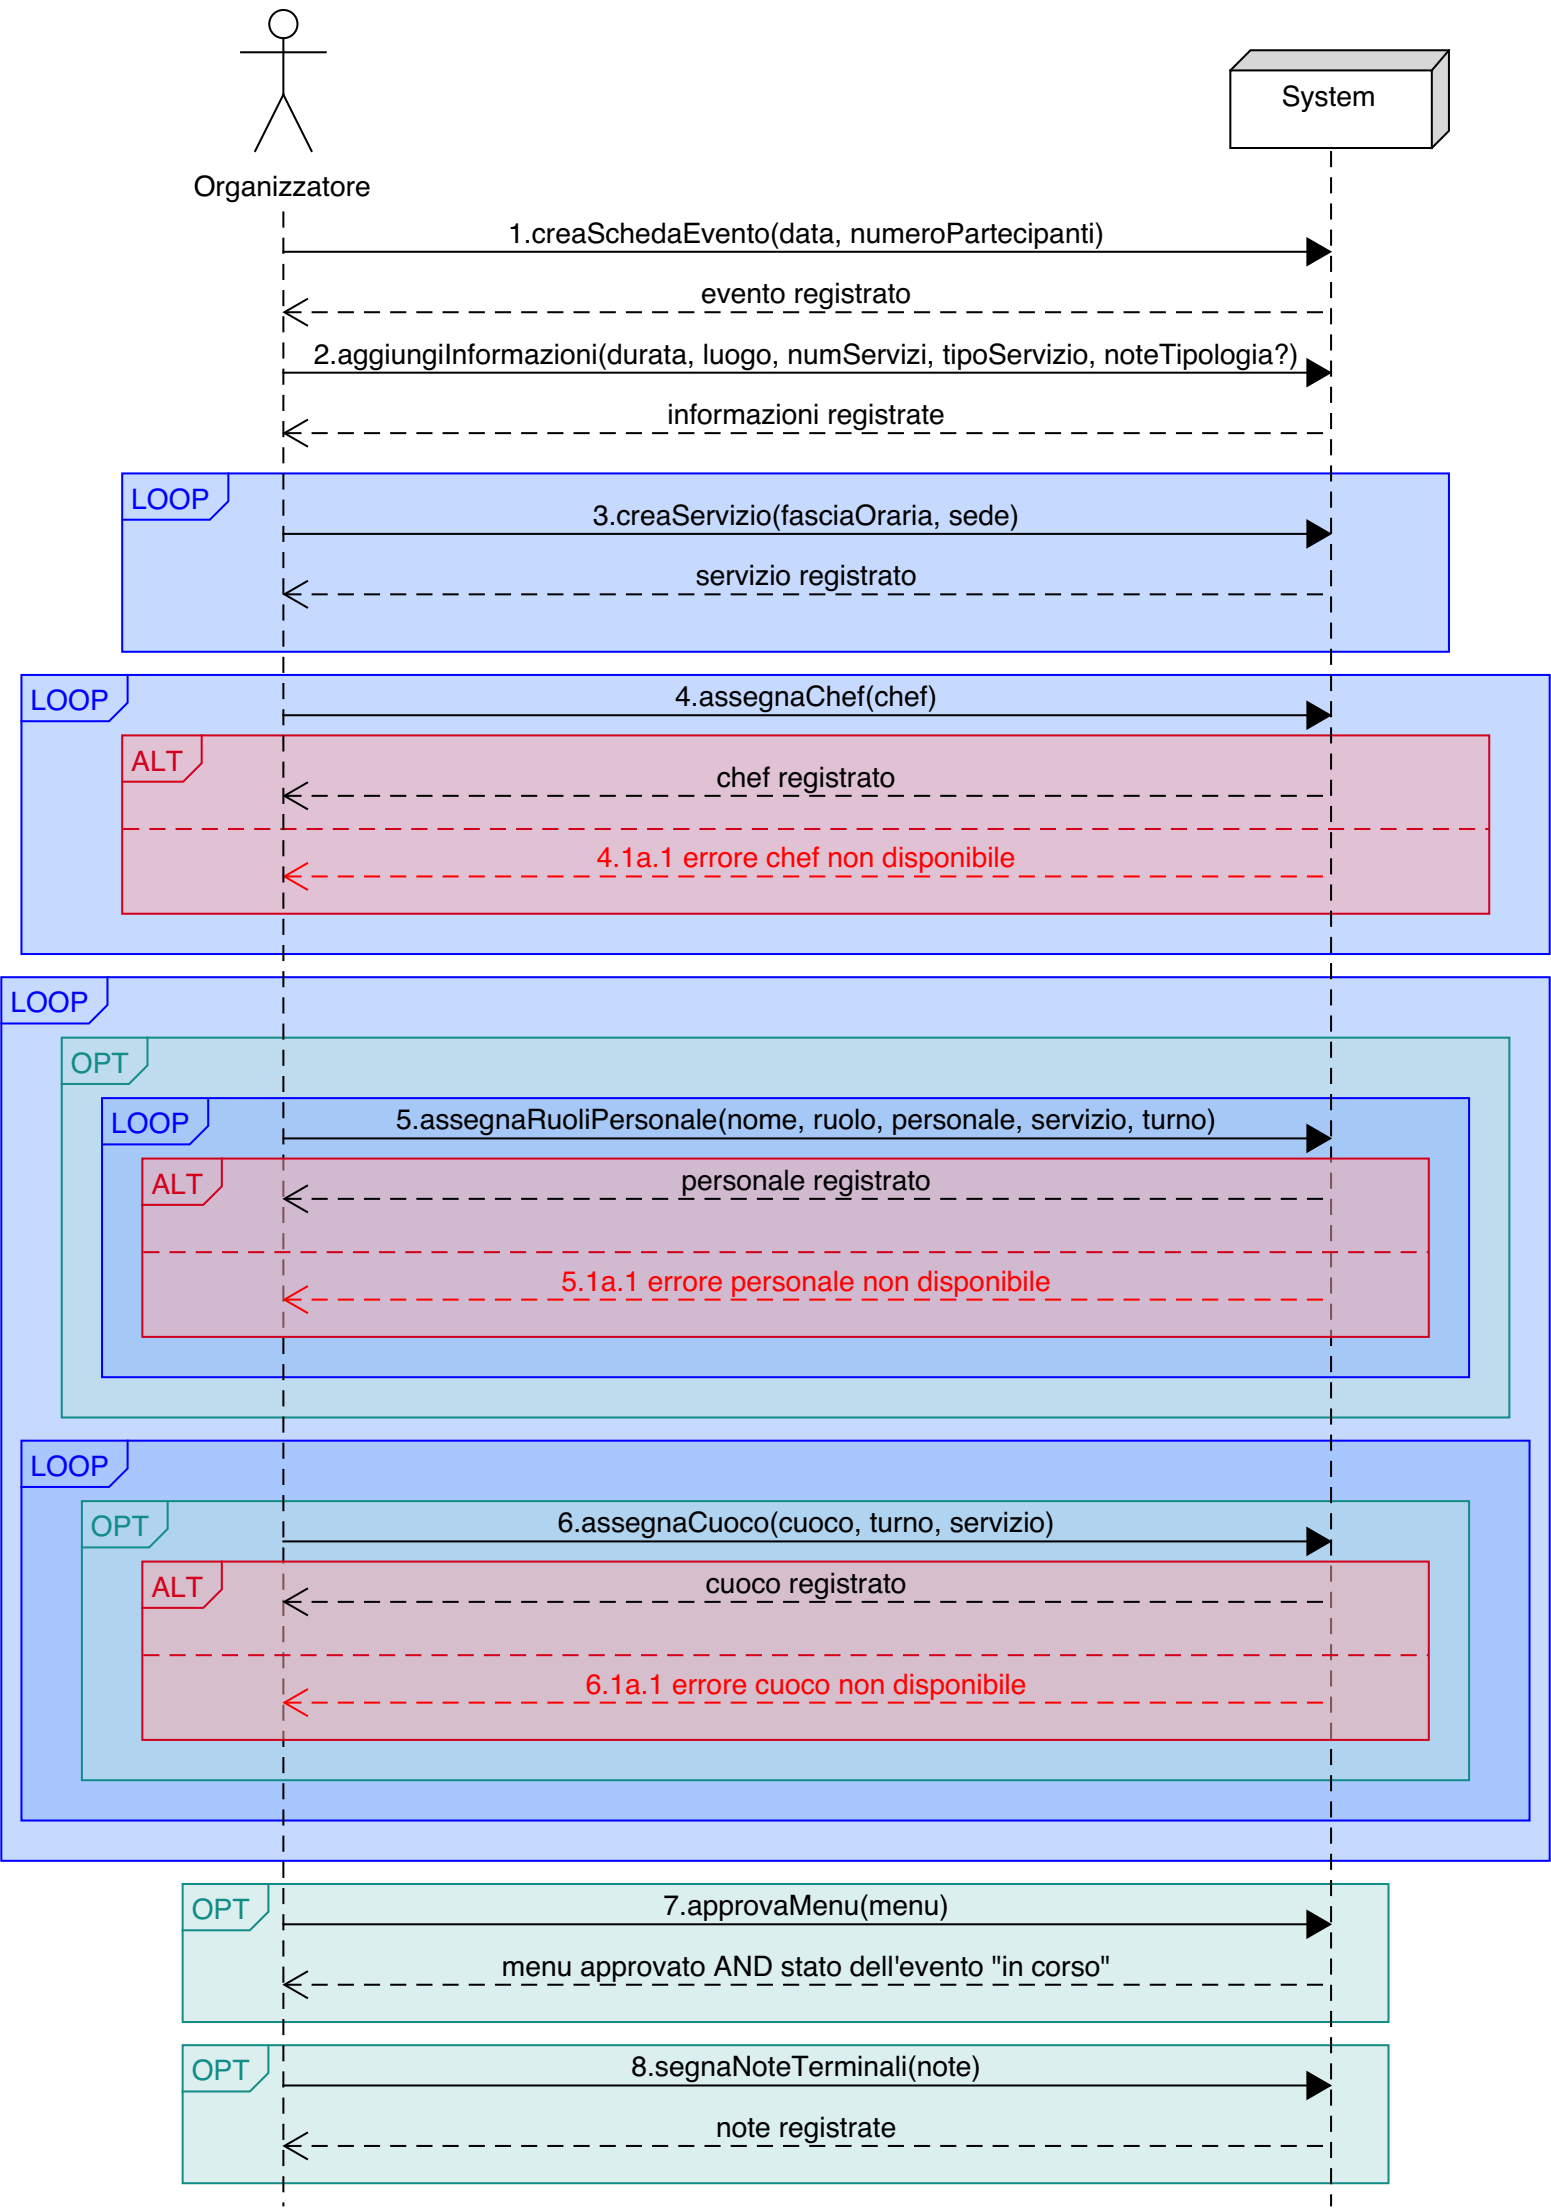 System
Organizzatore
1.creaSchedaEvento(data, numeroPartecipanti)
evento registrato
2.aggiungiInformazioni(durata, luogo, numServizi, tipoServizio, noteTipologia?)
informazioni registrate
LOOP
3.creaServizio(fasciaOraria, sede)
servizio registrato
LOOP
4.assegnaChef(chef)
ALT
chef registrato
4.1a.1 errore chef non disponibile
LOOP
OPT
LOOP
5.assegnaRuoliPersonale(nome, ruolo, personale, servizio, turno)
ALT
personale registrato
5.1a.1 errore personale non disponibile
LOOP
OPT
6.assegnaCuoco(cuoco, turno, servizio)
ALT
cuoco registrato
6.1a.1 errore cuoco non disponibile
OPT
7.approvaMenu(menu)
menu approvato AND stato dell'evento "in corso"
OPT
8.segnaNoteTerminali(note)
note registrate